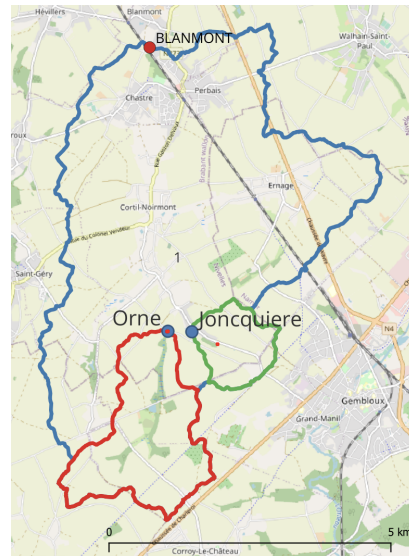 Hévillers
Blanmont
BLANMONT
Walhain-Saint-
Paul
Chastre
Perbais
Ernage
Cortil-Noirmont
Saint-Géry
1
Orne
Joncquiere
N4
Gembloux
Grand-Manil
0
5 km
Corroy-Le-Château